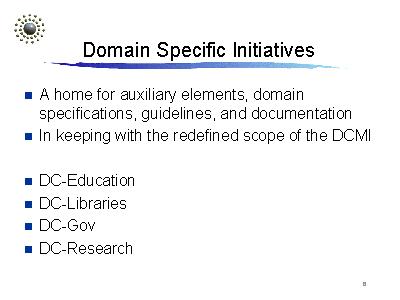 Domain Specific Initiatives
A home for auxiliary elements, domain
specifications, guidelines, and documentation
In keeping with the redefined scope of the DCMI
DC-Education
DC-Libraries
DC-Gov
DC-Research